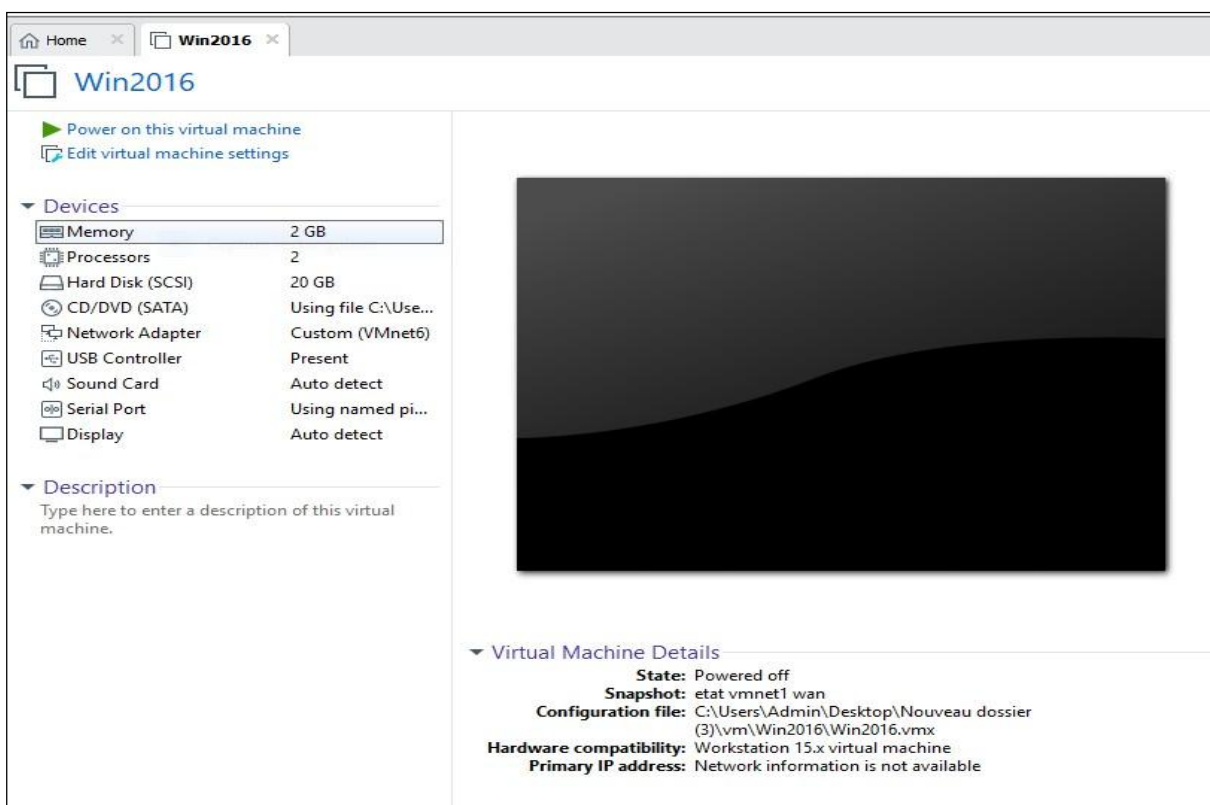 Home
Win2016
Win2016
Power on this virtual machine
Edit virtual machine settings
Devices
Memory 2 GB
Processors 2
Hard Disk (SCSI) 20 GB
CD/DVD (SATA) Using file C:\Use...
Network Adapter Custom (VMnet6)
USB Controller Present
Sound Card Auto detect
Serial Port Using named pi...
Display Auto detect
Description
Type here to enter a description of this virtual
machine.
Virtual Machine Details
State: Powered off
Snapshot: etat vmnet1 wan
Configuration file: C:\Users\Admin\Desktop\Nouveau dossier
(3)\vm\Win2016\Win2016.vmx
Hardware compatibility: Workstation 15.x virtual machine
Primary IP address: Network information is not available